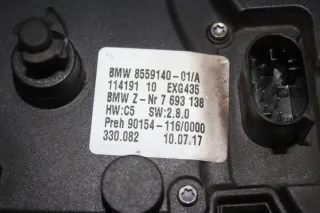 BMW 8559140-01/A
114191 10 EXG435
BMW Z-Nr 7 693 138
HW:C5 SW:2.8.0
Preh 90154-116/0000
330.082 10.07.17